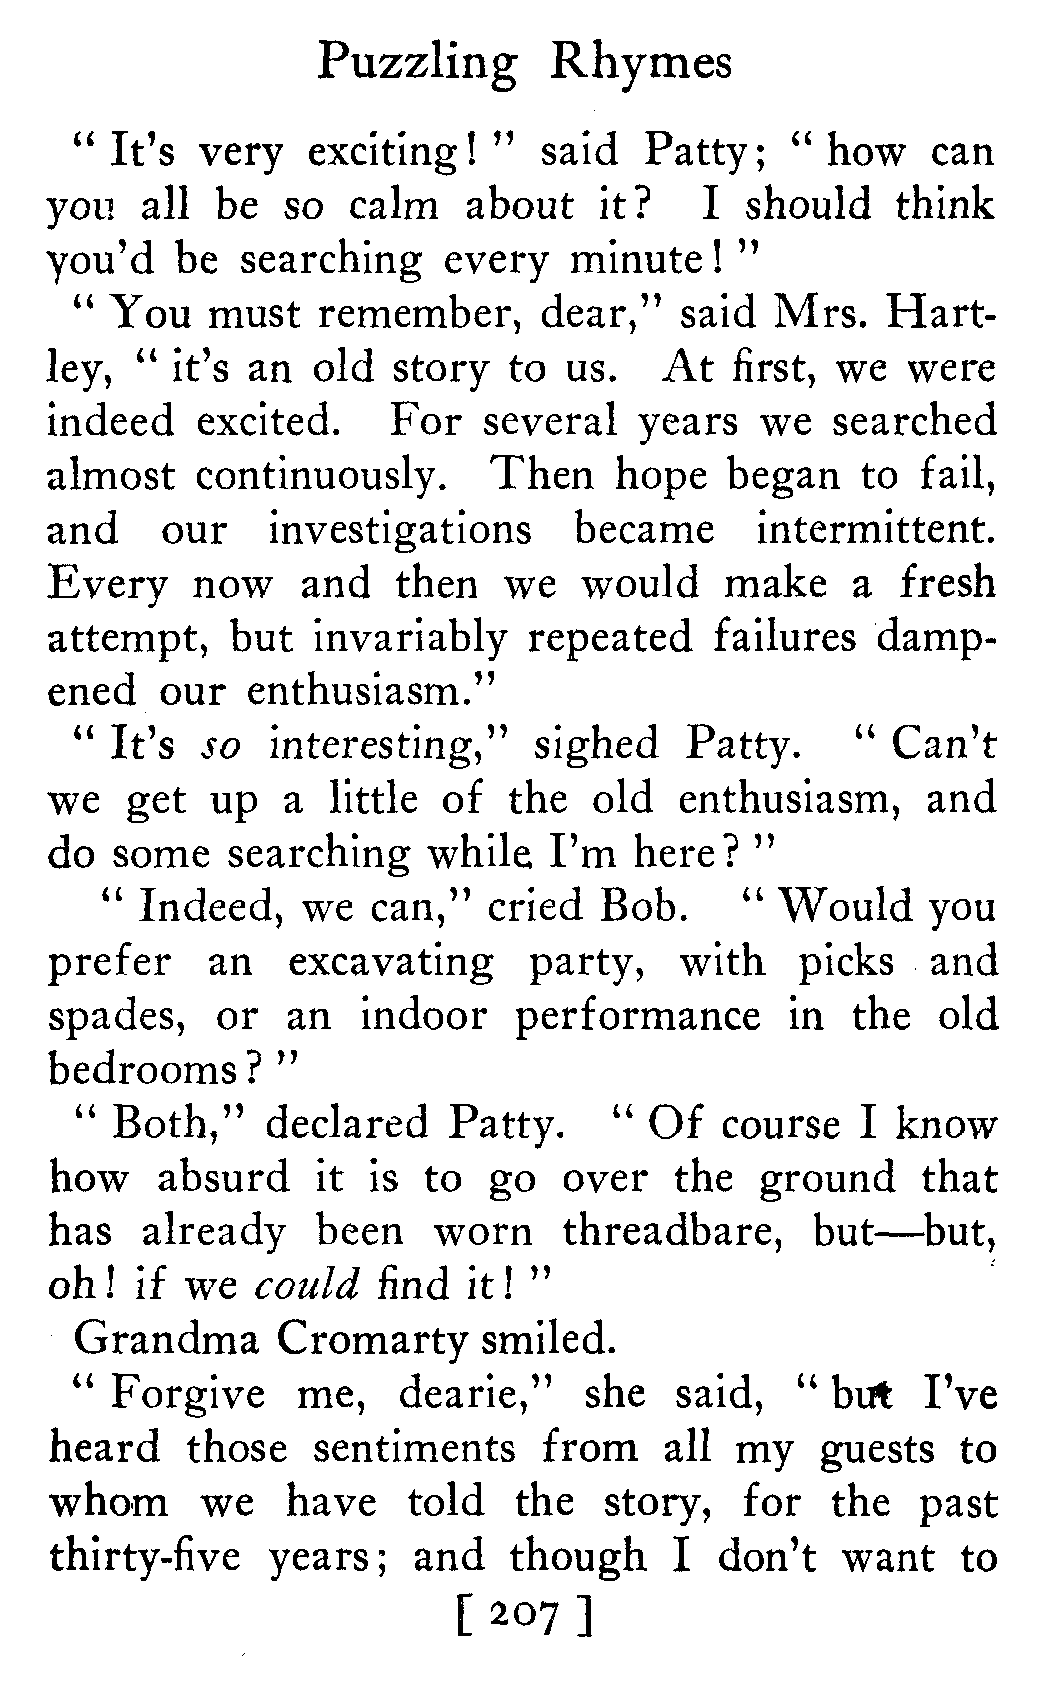 Puzzling Rhymes
“ It’s very exciting! ” said Patty; “ how can
you all be so calm about it? I should think
you’d be searching every minute! ”
“ You must remember, dear,” said Mrs. Hart-
ley, “ it’s an old story to us. At first, we were
indeed excited. For several years we searched
almost continuously. Then hope began to fail,
and our investigations became intermittent.
Every now and then we would make a fresh
attempt, but invariably repeated failures damp-
ened our enthusiasm.”
“ It’s so interesting,” sighed Patty. “ Can’t
we get up a little of the old enthusiasm, and
do some searching while I’m here? ”
“ Indeed, we can,” cried Bob. “ Would you
prefer an excavating party, with picks and
spades, or an indoor performance in the old
bedrooms? ”
“ Both,” declared Patty. “ Of course I know
how absurd it is to go over the ground that
has already been worn threadbare, but—but,
oh! if we could find it! ”
Grandma Cromarty smiled.
“ Forgive me, dearie,” she said, “ but I’ve
heard those sentiments from all my guests to
whom we have told the story, for the past
thirty-five years; and though I don’t want to
[ 207 ]